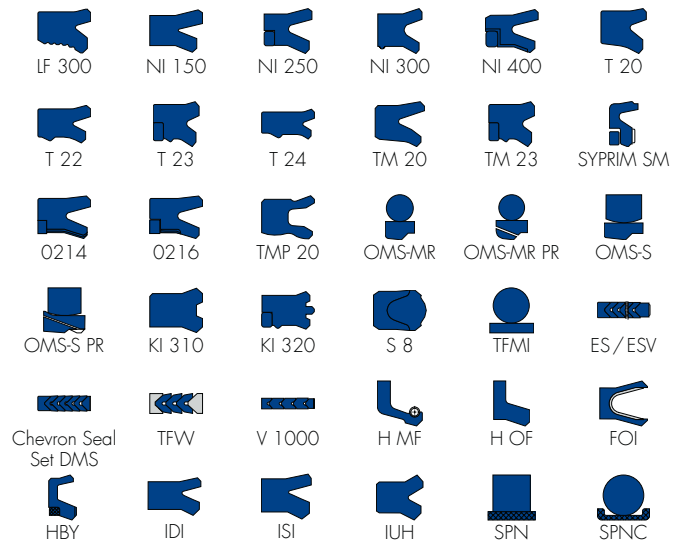 LF 300 NI 150 NI 250 NI 300 NI 400 T 20
T 22 T 23 T 24 TM 20 TM 23 SYPRIM SM
0214 0216 TMP 20 OMS-MR OMS-MR PR OMS-S
OMS-S PR KI 310 KI 320 S 8 TFMI ES/ESV
Chevron Seal TFW V 1000 H MF H OF FOI
Set DMS
HBY IDI ISI IUH SPN SPNC